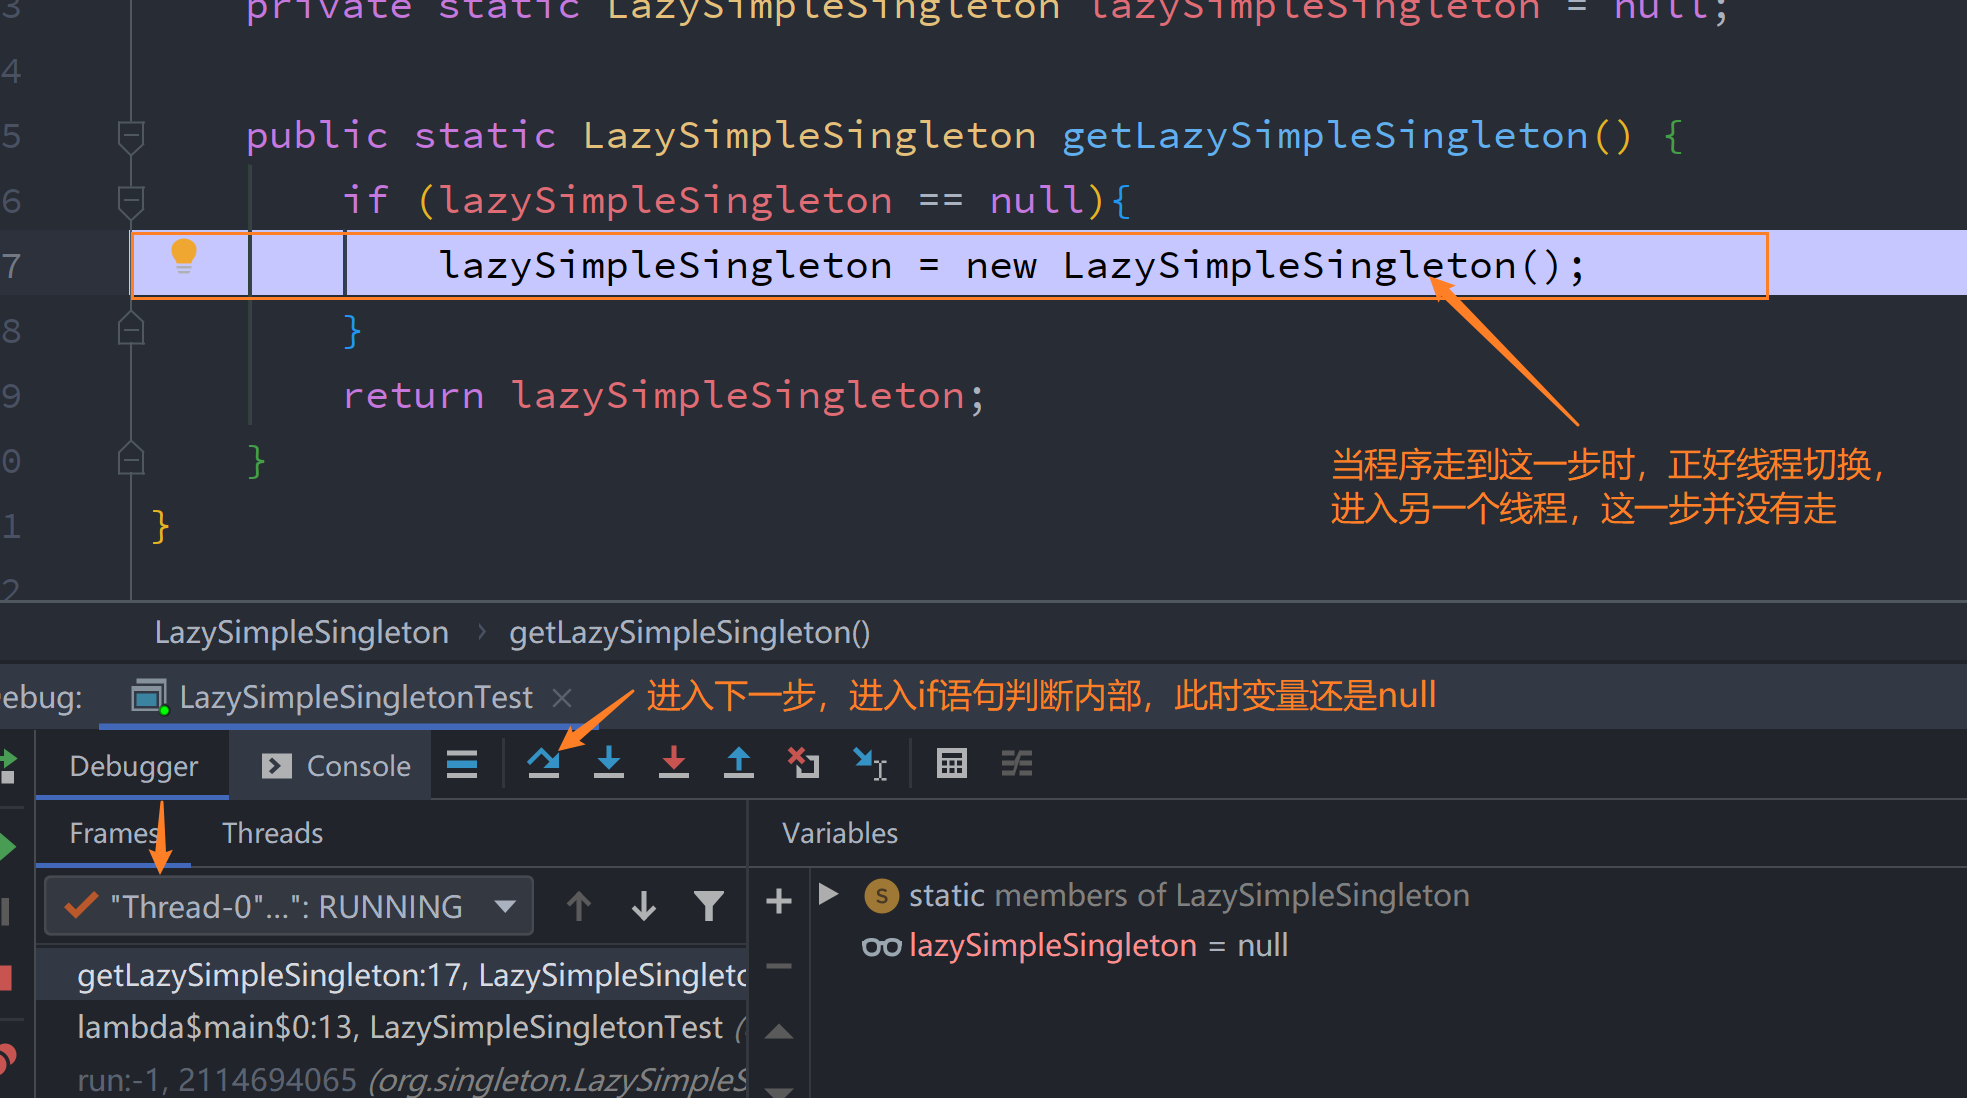 3 private static LazySimpleSingleton lazySimpleSingleton = null;
4
5 public static LazySimpleSingleton getLazySimpleSingleton() {
6 if (lazySimpleSingleton == null){
7 lazySimpleSingleton = new LazySimpleSingleton();
8 }
9 return lazySimpleSingleton;
0 }
1 }
2
当程序走到这一步时，正好线程切换，
进入另一个线程，这一步并没有走
LazySimpleSingleton › getLazySimpleSingleton()
ebug: LazySimpleSingletonTest ×
进入下一步，进入if语句判断内部，此时变量还是null
Debugger Console
Frames Threads Variables
"Thread-0"...": RUNNING
static members of LazySimpleSingleton
lazySimpleSingleton = null
getLazySimpleSingleton:17, LazySimpleSingleto
lambda$main$0:13, LazySimpleSingletonTest (
run:-1, 2114694065 (org.singleton.LazySimpleS